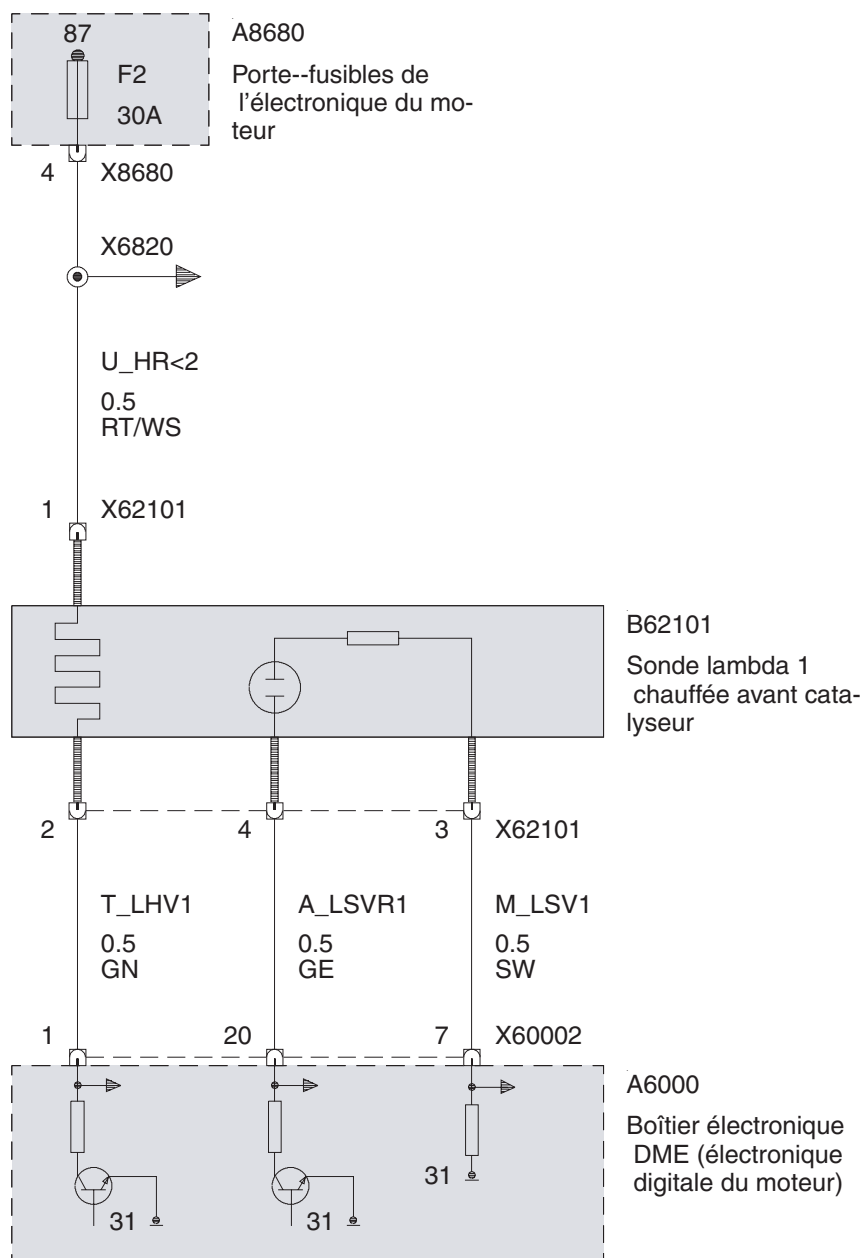 87
A8680
F2
30A
Porte--fusibles de
l'électronique du mo-
teur
4
X8680
X6820
U_HR<2
0.5
RT/WS
1
X62101
B62101
Sonde lambda 1
chauffée avant cata-
lyseur
2
4
3
X62101
T_LHV1
A_LSVR1
M_LSV1
0.5
0.5
0.5
GN
GE
SW
1
20
7
X60002
A6000
Boîtier électronique
DME (électronique
digitale du moteur)
31
31
31